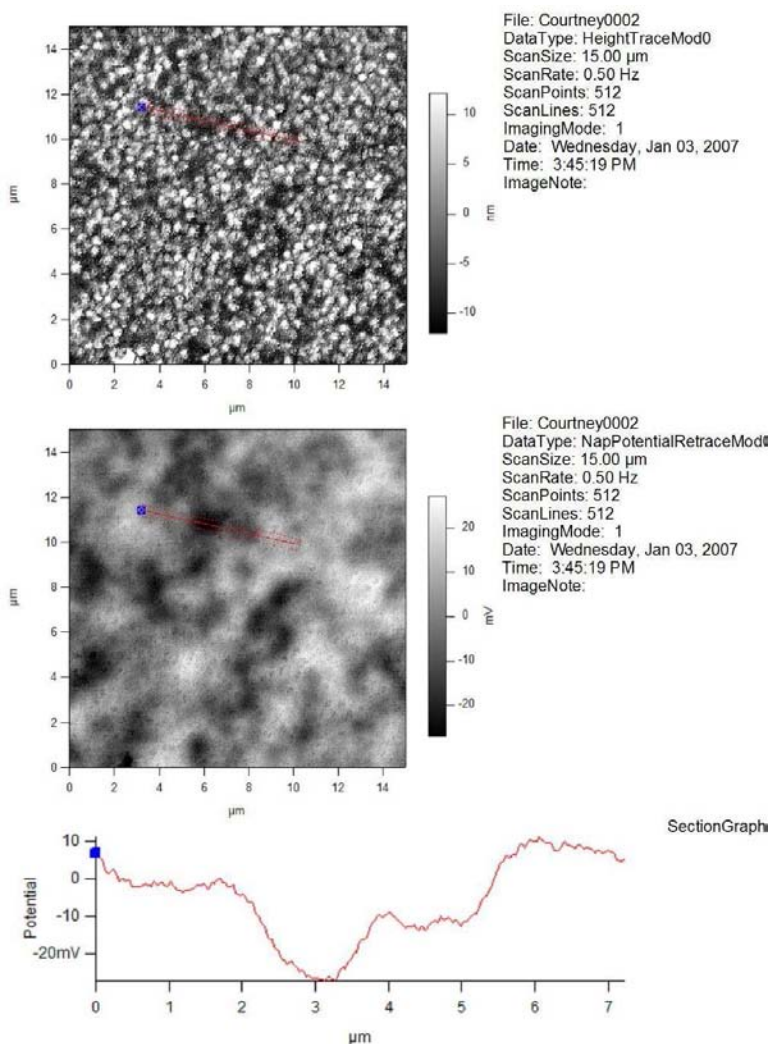 File: Courtney0002
DataType: HeightTraceMod0
ScanSize: 15.00 µm
ScanRate: 0.50 Hz
ScanPoints: 512
ScanLines: 512
ImagingMode: 1
Date: Wednesday, Jan 03, 2007
Time: 3:45:19 PM
ImageNote:
14
12
10
8
6
4
2
0
µm
0 2 4 6 8 10 12 14
µm
10
5
0
-5
-10
nm
File: Courtney0002
DataType: NapPotentialRetraceMod0
ScanSize: 15.00 µm
ScanRate: 0.50 Hz
ScanPoints: 512
ScanLines: 512
ImagingMode: 1
Date: Wednesday, Jan 03, 2007
Time: 3:45:19 PM
ImageNote:
14
12
10
8
6
4
2
0
µm
0 2 4 6 8 10 12 14
µm
20
10
0
-10
-20
mV
SectionGraph
10
0
-10
-20mV
Potential
0 1 2 3 4 5 6 7
µm